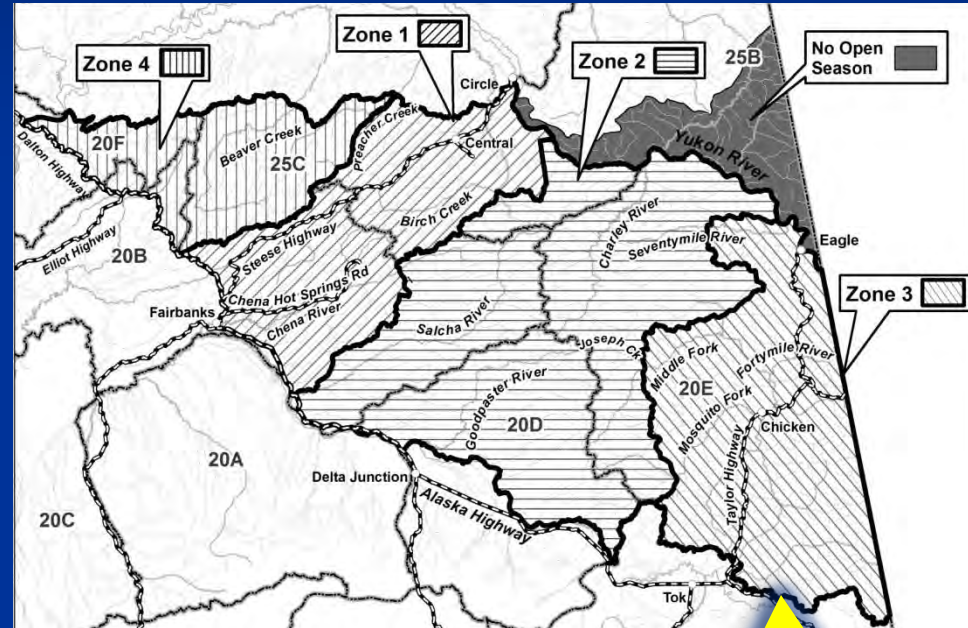 Zone 1
Zone 4
Zone 2
No Open
Season
25B
Circle
Preacher Creek
Central
20F
Beaver Creek
25C
Dalton Highway
Yukon River
Birch Creek
Charley River
Steese Highway
Seventymile River
Eagle
Elliot Highway
20B
Zone 3
Chena Hot Springs Rd
Fairbanks
Chena River
Salcha River
Joseph Ck
Middle Fork
Fortymile River
20E
Goodpaster River
20D
Mosquito Fork
Chicken
20A
Delta Junction
Alaska Highway
Taylor Highway
20C
Tok